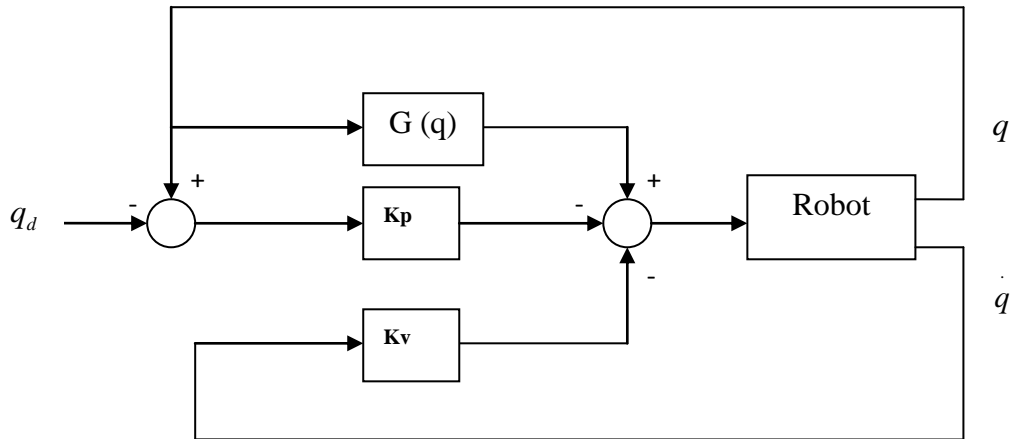 G (q)
q
+
+
-
Kp
-
Robot
q_d
-
q̇
Kv